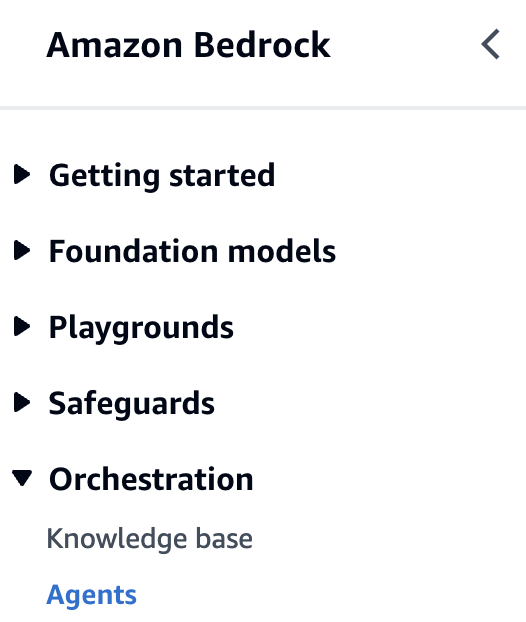 Amazon Bedrock
Getting started
Foundation models
Playgrounds
Safeguards
Orchestration
Knowledge base
Agents